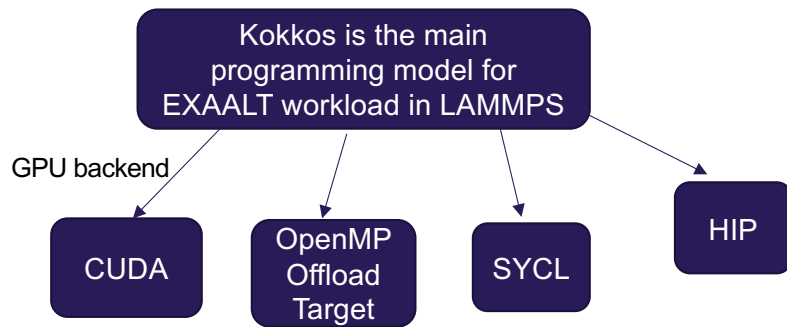 Kokkos is the main
programming model for
EXAALT workload in LAMMPS
GPU backend
CUDA
OpenMP
Offload
Target
SYCL
HIP